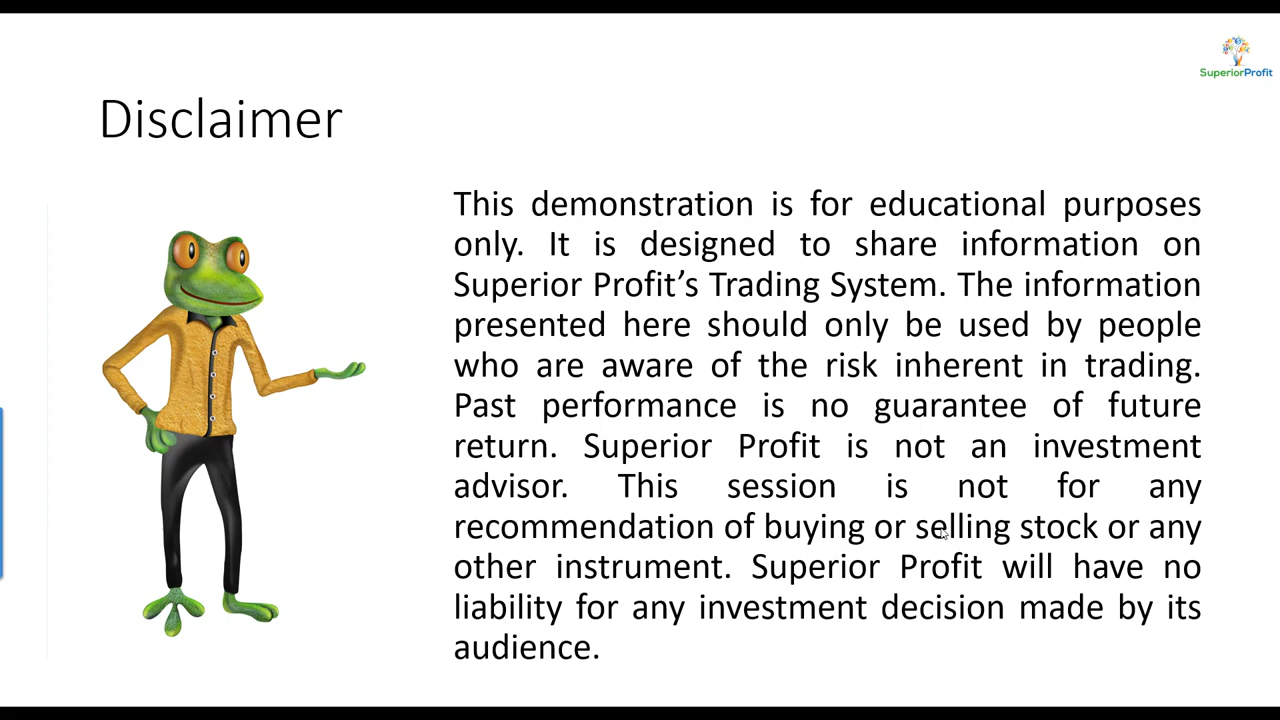 SuperiorProfit
Disclaimer
This demonstration is for educational purposes
only. It is designed to share information on
Superior Profit’s Trading System. The information
presented here should only be used by people
who are aware of the risk inherent in trading.
Past performance is no guarantee of future
return. Superior Profit is not an investment
advisor. This session is not for any
recommendation of buying or selling stock or any
other instrument. Superior Profit will have no
liability for any investment decision made by its
audience.